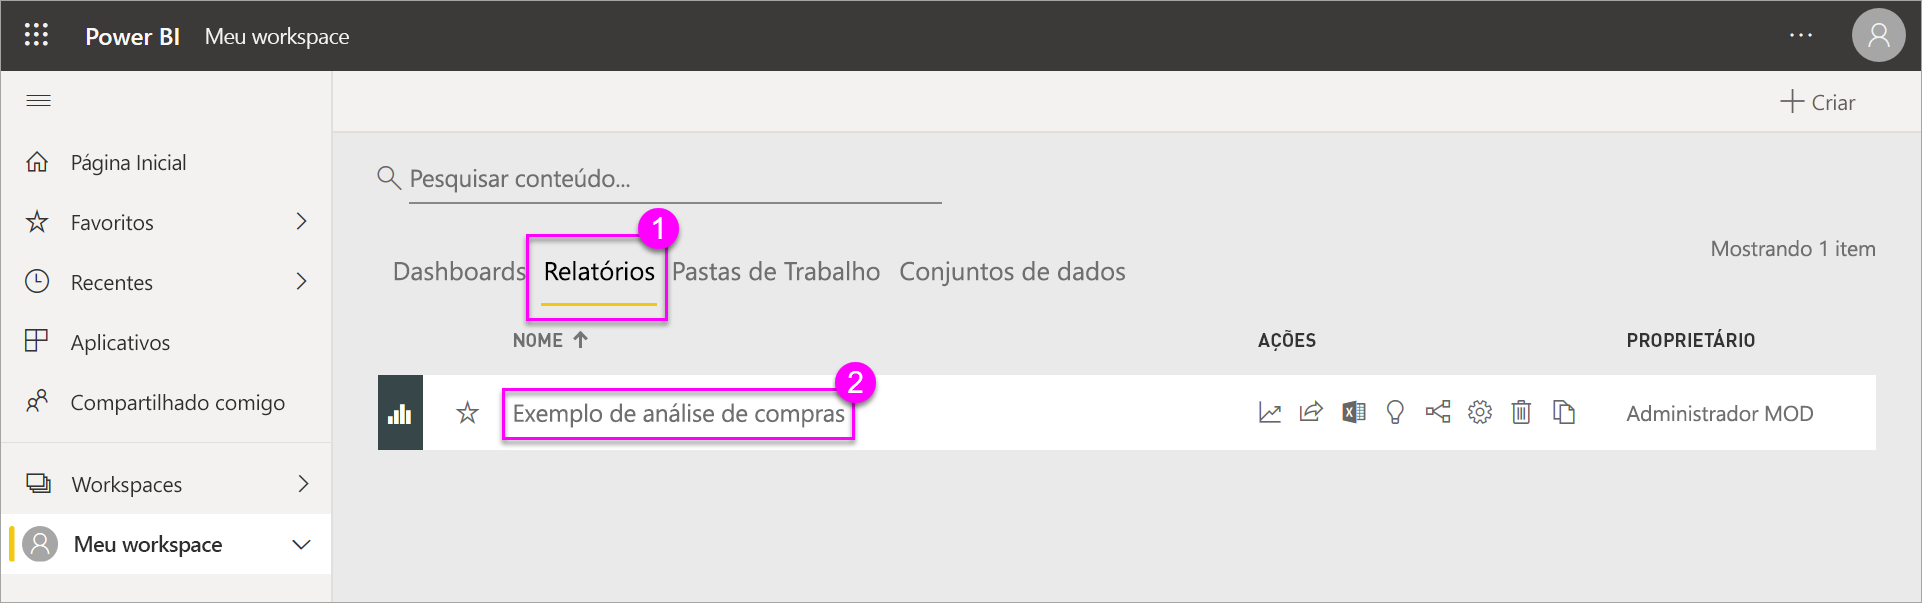 Power BI Meu workspace
Criar
Página Inicial
Favoritos
Recentes
Aplicativos
Compartilhado comigo
Workspaces
Meu workspace
Pesquisar conteúdo...
1
Mostrando 1 item
Dashboards Relatórios Pastas de Trabalho Conjuntos de dados
NOME AÇÕES PROPRIETÁRIO
2
Exemplo de análise de compras Administrador MOD